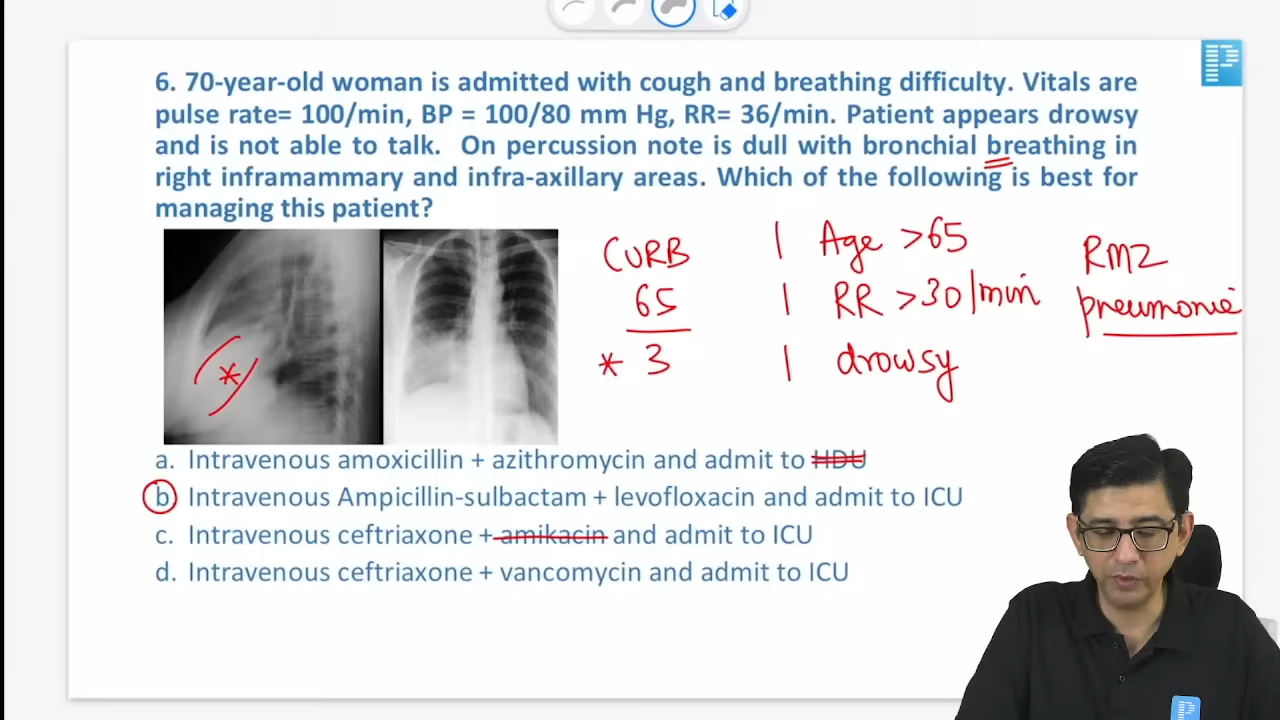 6. 70-year-old woman is admitted with cough and breathing difficulty. Vitals are
pulse rate= 100/min, BP = 100/80 mm Hg, RR= 36/min. Patient appears drowsy
and is not able to talk. On percussion note is dull with bronchial breathing in
right inframammary and infra-axillary areas. Which of the following is best for
managing this patient?
CURB
65
* 3
1 Age >65
1 RR >30/min
1 drowsy
RMZ
pneumonia
*
a. Intravenous amoxicillin + azithromycin and admit to HDU
b. Intravenous Ampicillin-sulbactam + levofloxacin and admit to ICU
c. Intravenous ceftriaxone + amikacin and admit to ICU
d. Intravenous ceftriaxone + vancomycin and admit to ICU